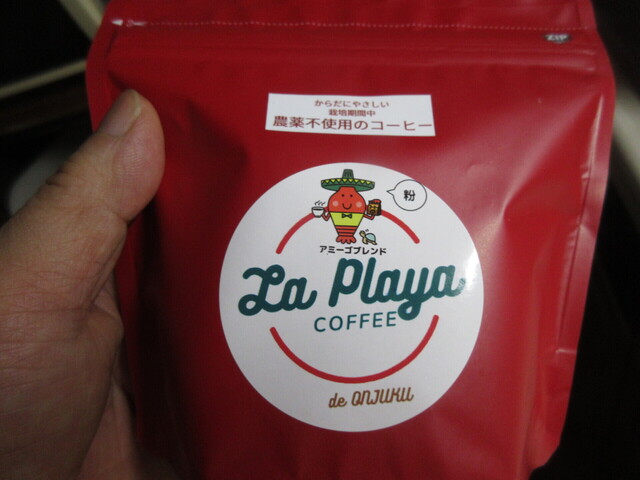 からだにやさしい
栽培期間中
農薬不使用のコーヒー
粉
アミーゴブレンド
La Playa
COFFEE
de ONJUKU